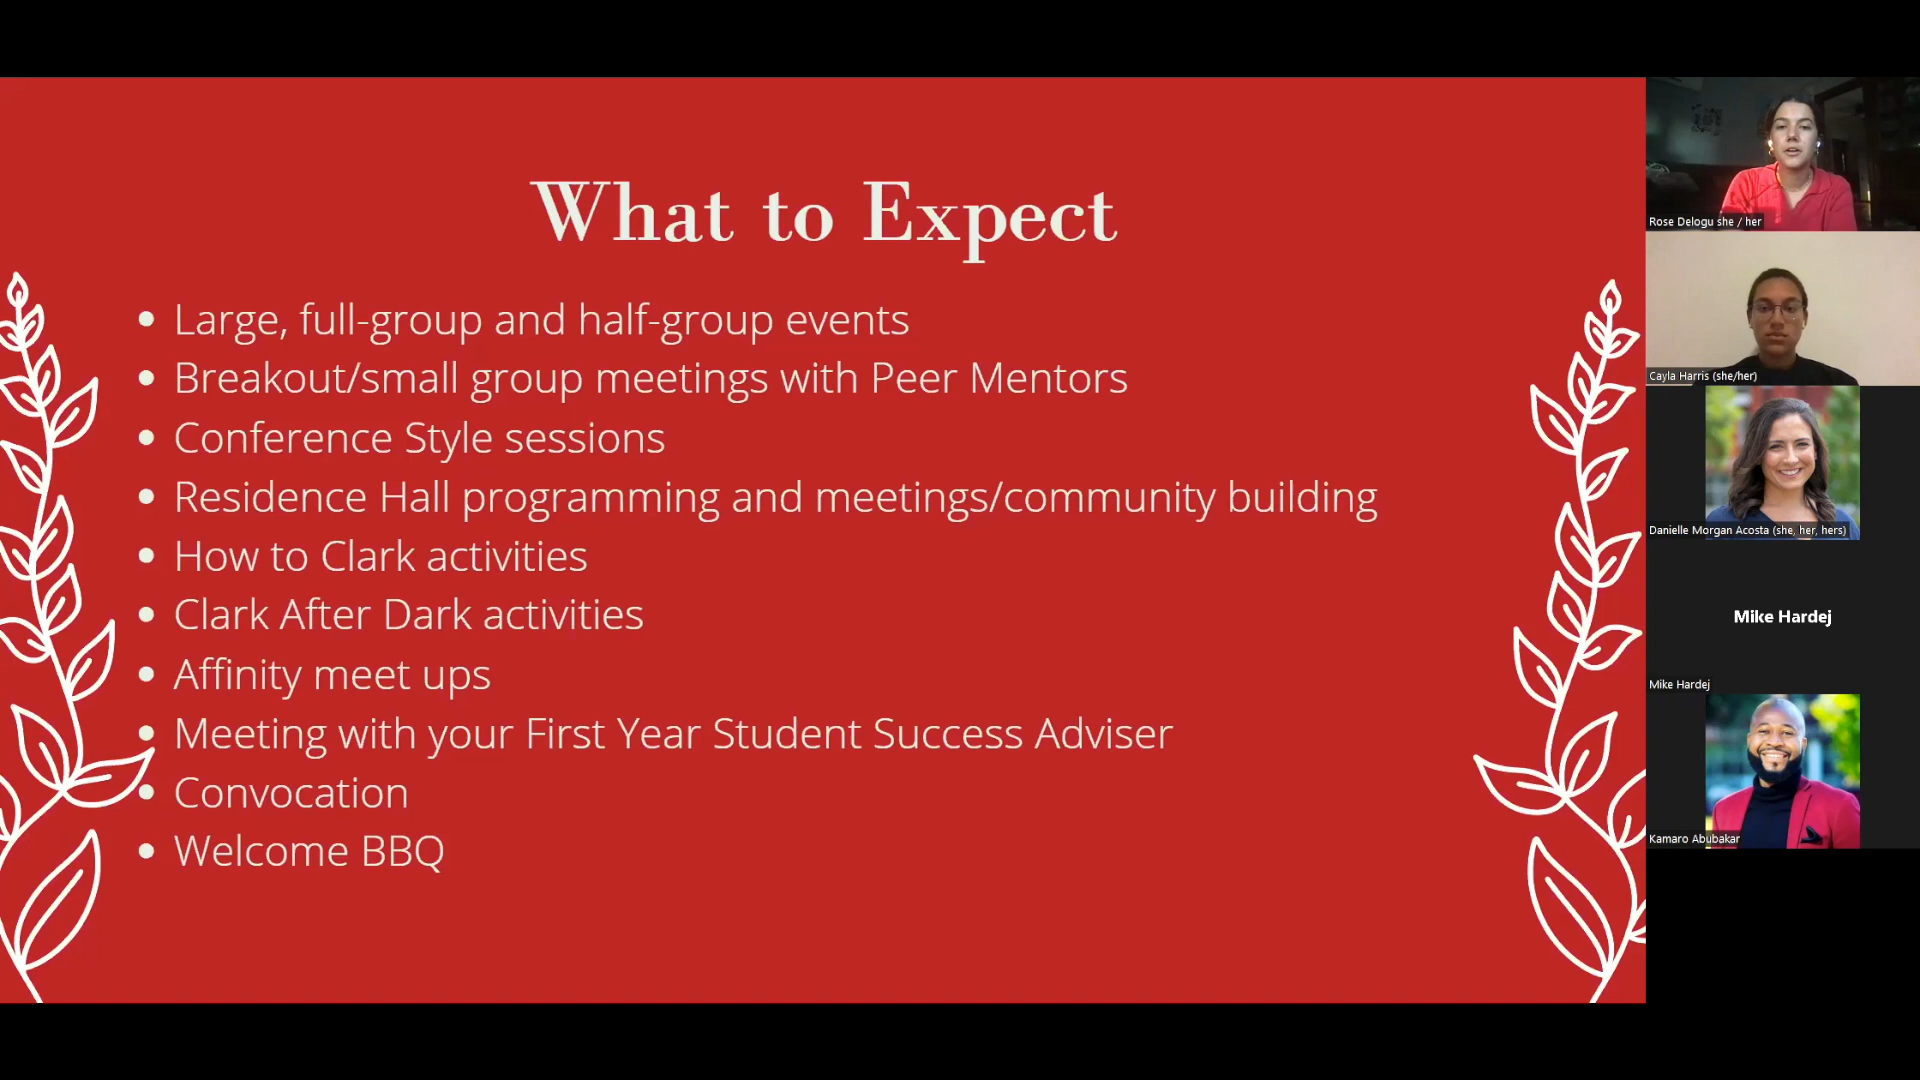 What to Expect
• Large, full-group and half-group events
• Breakout/small group meetings with Peer Mentors
• Conference Style sessions
• Residence Hall programming and meetings/community building
• How to Clark activities
• Clark After Dark activities
• Affinity meet ups
• Meeting with your First Year Student Success Adviser
• Convocation
• Welcome BBQ
Rose Delogu she / her
Cayla Harris (she/her)
Danielle Morgan Acosta (she, her, hers)
Mike Hardej
Mike Hardej
Kamaro Abubakar